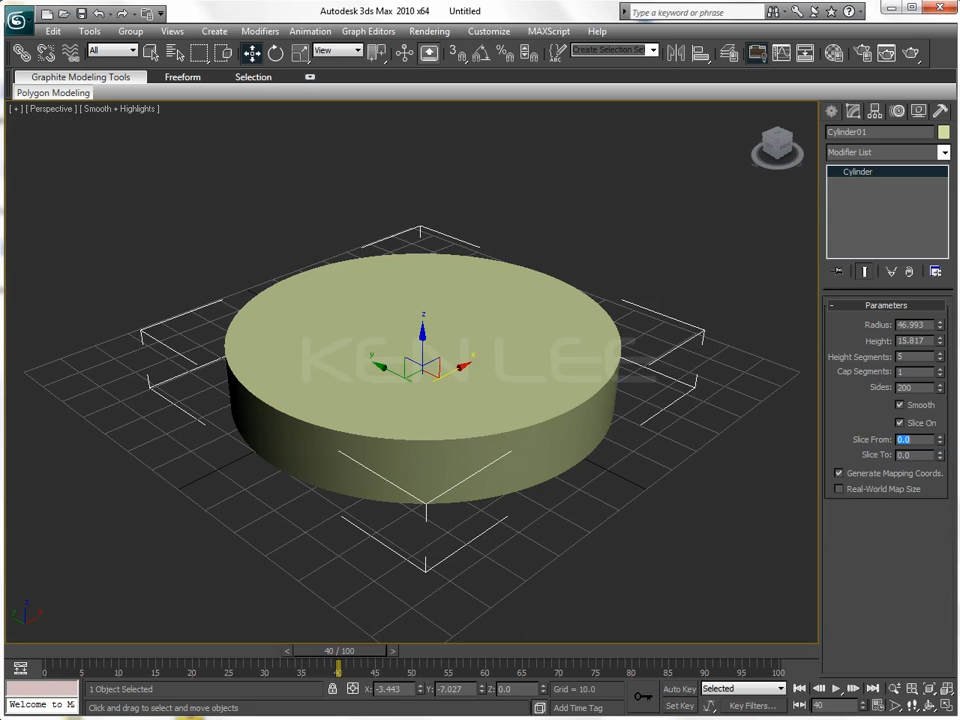 Autodesk 3ds Max 2010 x64 Untitled
Type a keyword or phrase
Edit Tools Group Views Create Modifiers Animation Graph Editors Rendering Customize MAXScript Help
All View Create Selection Se
Graphite Modeling Tools Freeform Selection
Polygon Modeling
[ + ] [ Perspective ] [ Smooth + Highlights ]
Cylinder01
Modifier List
Cylinder
- Parameters
Radius: 46.993
Height: 15.817
Height Segments: 5
Cap Segments: 1
Sides: 200
Smooth
Slice On
Slice From: 0.0
Slice To: 0.0
Generate Mapping Coords.
Real-World Map Size
z
y x
KEN LEE
z
< 40 / 100 >
0 5 10 15 20 25 30 35 40 45 50 55 60 65 70 75 80 85 90 95 100
1 Object Selected X: -3.443 Y: -7.027 Z: 0.0 Grid = 10.0 Auto Key Selected
Welcome to M Click and drag to select and move objects Add Time Tag Set Key Key Filters... 40